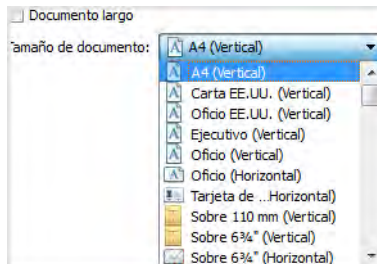 Documento largo
Tamaño de documento: A4 (Vertical)
A4 (Vertical)
Carta EE.UU. (Vertical)
Oficio EE.UU. (Vertical)
Ejecutivo (Vertical)
Oficio (Vertical)
Oficio (Horizontal)
Tarjeta de ...Horizontal)
Sobre 110 mm (Vertical)
Sobre 6¾" (Vertical)
Sobre 6¾" (Horizontal)